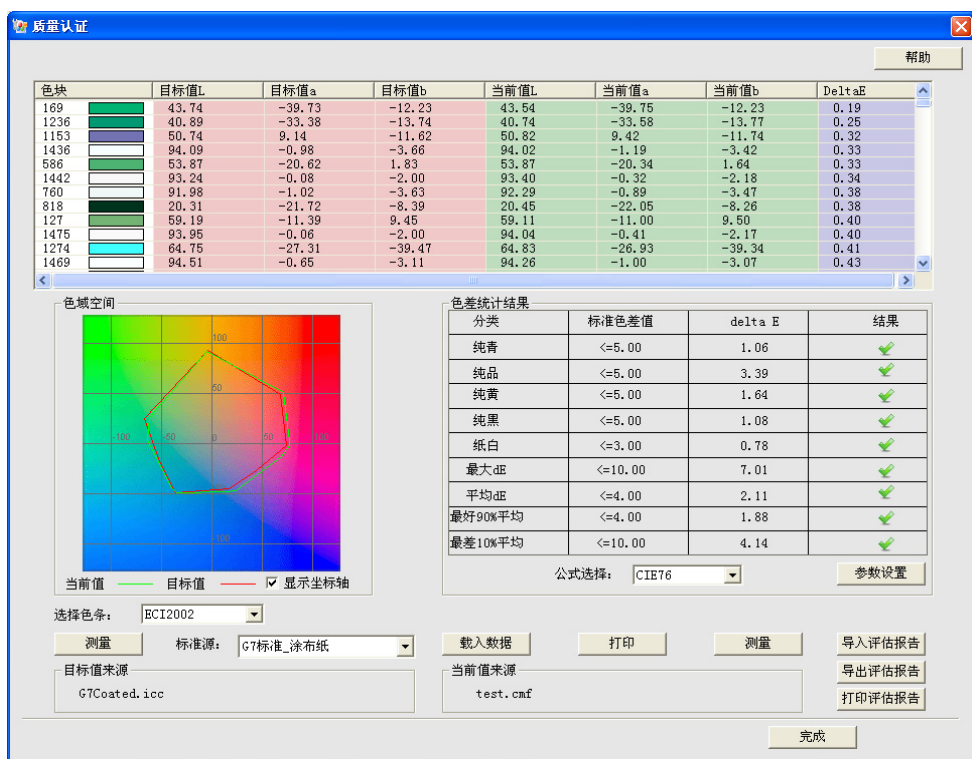 质量认证
帮助
色块 目标值L 目标值a 目标值b 当前值L 当前值a 当前值b DeltaE
169 43.74 -39.73 -12.23 43.54 -39.75 -12.23 0.19
1236 40.89 -33.38 -13.74 40.74 -33.58 -13.77 0.25
1153 50.74 9.14 -11.62 50.82 9.42 -11.74 0.32
1436 94.09 -0.98 -3.66 94.02 -1.19 -3.42 0.33
586 53.87 -20.62 1.83 53.87 -20.34 1.64 0.33
1442 93.24 -0.08 -2.00 93.40 -0.32 -2.18 0.34
760 91.98 -1.02 -3.63 92.29 -0.89 -3.47 0.38
818 20.31 -21.72 -8.39 20.45 -22.05 -8.26 0.38
127 59.19 -11.39 9.45 59.11 -11.00 9.50 0.40
1475 93.95 -0.06 -2.00 94.04 -0.41 -2.17 0.40
1274 64.75 -27.31 -39.47 64.83 -26.93 -39.34 0.41
1469 94.51 -0.65 -3.11 94.26 -1.00 -3.07 0.43
色域空间
100
50
-100 -50 0 50 100
-100
当前值 目标值 显示坐标轴
色差统计结果
分类 标准色差值 delta E 结果
纯青 <=5.00 1.06
纯品 <=5.00 3.39
纯黄 <=5.00 1.64
纯黑 <=5.00 1.08
纸白 <=3.00 0.78
最大dE <=10.00 7.01
平均dE <=4.00 2.11
最好90%平均 <=4.00 1.88
最差10%平均 <=10.00 4.14
公式选择: CIE76 参数设置
选择色条: ECI2002
测量 标准源: G7标准_涂布纸 载入数据 打印 测量 导入评估报告
目标值来源 当前值来源 导出评估报告
G7Coated.icc test.cmf 打印评估报告
完成